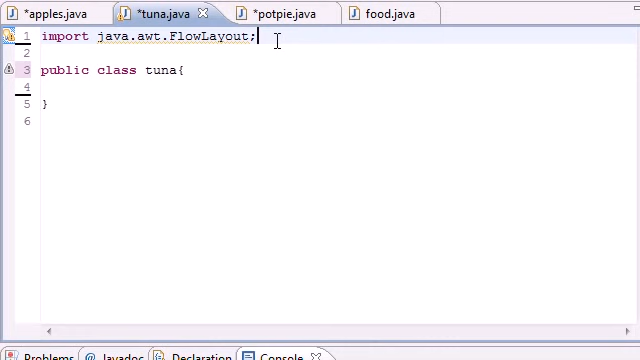 *apples.java *tuna.java *potpie.java food.java
1 import java.awt.FlowLayout;
2
3 public class tuna{
4
5 }
6
Problems @ Javadoc Declaration Console